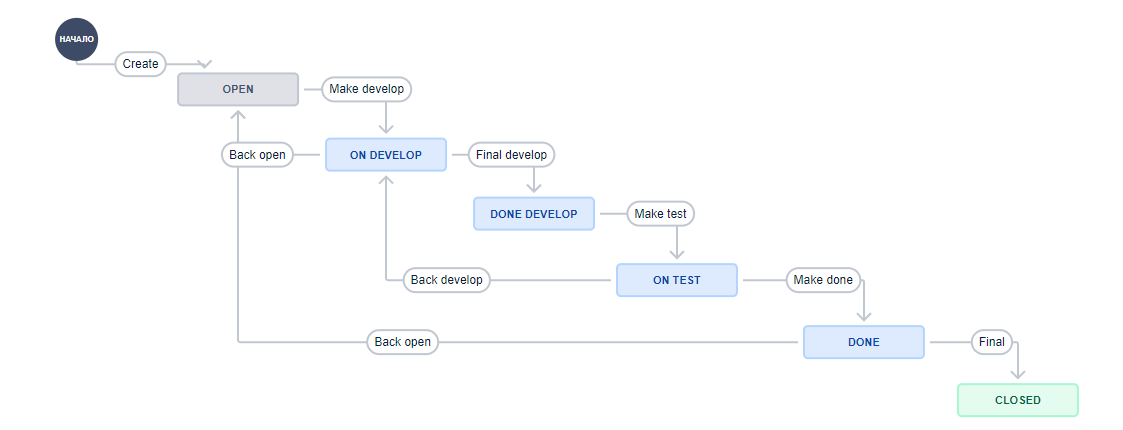 НАЧАЛО
Create
OPEN
Make develop
Back open
ON DEVELOP
Final develop
DONE DEVELOP
Make test
Back develop
ON TEST
Make done
Back open
DONE
Final
CLOSED